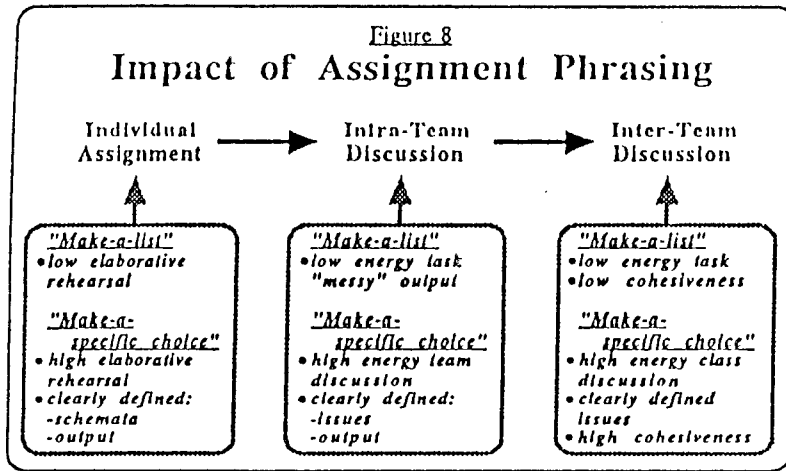 Figure 8
Impact of Assignment Phrasing
Individual Assignment
Intra-Team Discussion
Inter-Team Discussion
"Make-a-list"
•low elaborative
rehearsal
"Make-a-
specific choice"
•high elaborative
rehearsal
•clearly defined:
-schemata
-output
"Make-a-list"
•low energy task
"messy" output
"Make-a-
specific choice"
•high energy team
discussion
•clearly defined:
-issues
-output
"Make-a-list"
•low energy task
•low cohesiveness
"Make-a-
specific choice"
•high energy class
discussion
•clearly defined
issues
•high cohesiveness